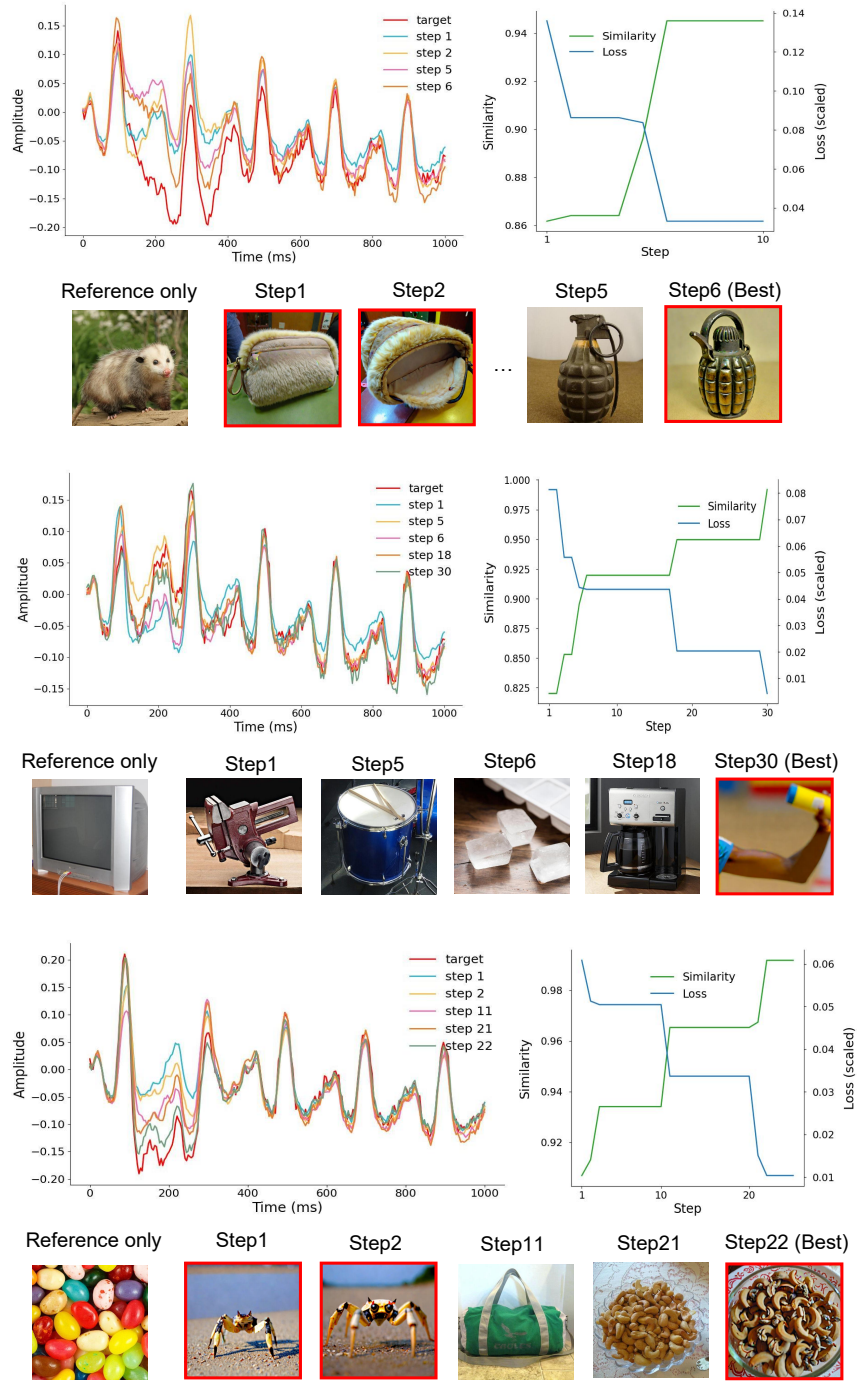 0.15
0.10
0.05
0.00
−0.05
−0.10
−0.15
−0.20
Amplitude
0 200 400 600 800 1000
Time (ms)
target
step 1
step 2
step 5
step 6
0.94
0.92
0.90
0.88
0.86
Similarity
Similarity
Loss
0.14
0.12
0.10
0.08
0.06
0.04
Loss (scaled)
1 10
Step
Reference only Step1 Step2 Step5 Step6 (Best)
...
0.15
0.10
0.05
0.00
−0.05
−0.10
−0.15
Amplitude
0 200 400 600 800 1000
Time (ms)
target
step 1
step 5
step 6
step 18
step 30
1.000
0.975
0.950
0.925
0.900
0.875
0.850
0.825
Similarity
Similarity
Loss
0.08
0.07
0.06
0.05
0.04
0.03
0.02
0.01
Loss (scaled)
1 10 20 30
Step
Reference only Step1 Step5 Step6 Step18 Step30 (Best)
0.20
0.15
0.10
0.05
0.00
−0.05
−0.10
−0.15
−0.20
Amplitude
0 200 400 600 800 1000
Time (ms)
target
step 1
step 2
step 11
step 21
step 22
0.98
0.96
0.94
0.92
Similarity
Similarity
Loss
0.06
0.05
0.04
0.03
0.02
0.01
Loss (scaled)
1 10 20
Step
Reference only Step1 Step2 Step11 Step21 Step22 (Best)